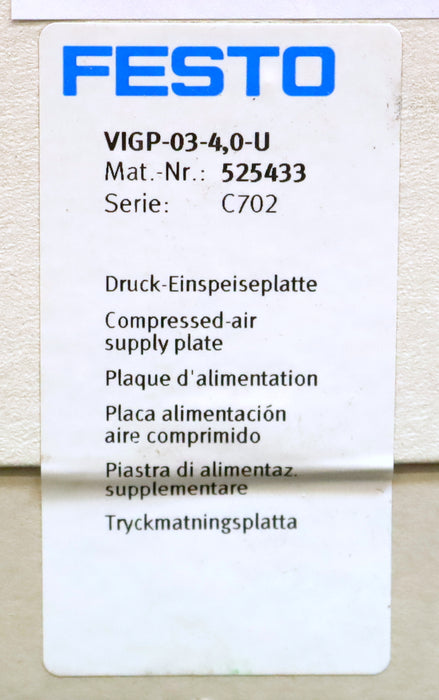 FESTO
VIGP-03-4,0-U
Mat.-Nr.: 525433
Serie: C702
Druck-Einspeiseplatte
Compressed-air
supply plate
Plaque d'alimentation
Placa alimentación
aire comprimido
Piastra di alimentaz.
supplementare
Tryckmatningsplatta